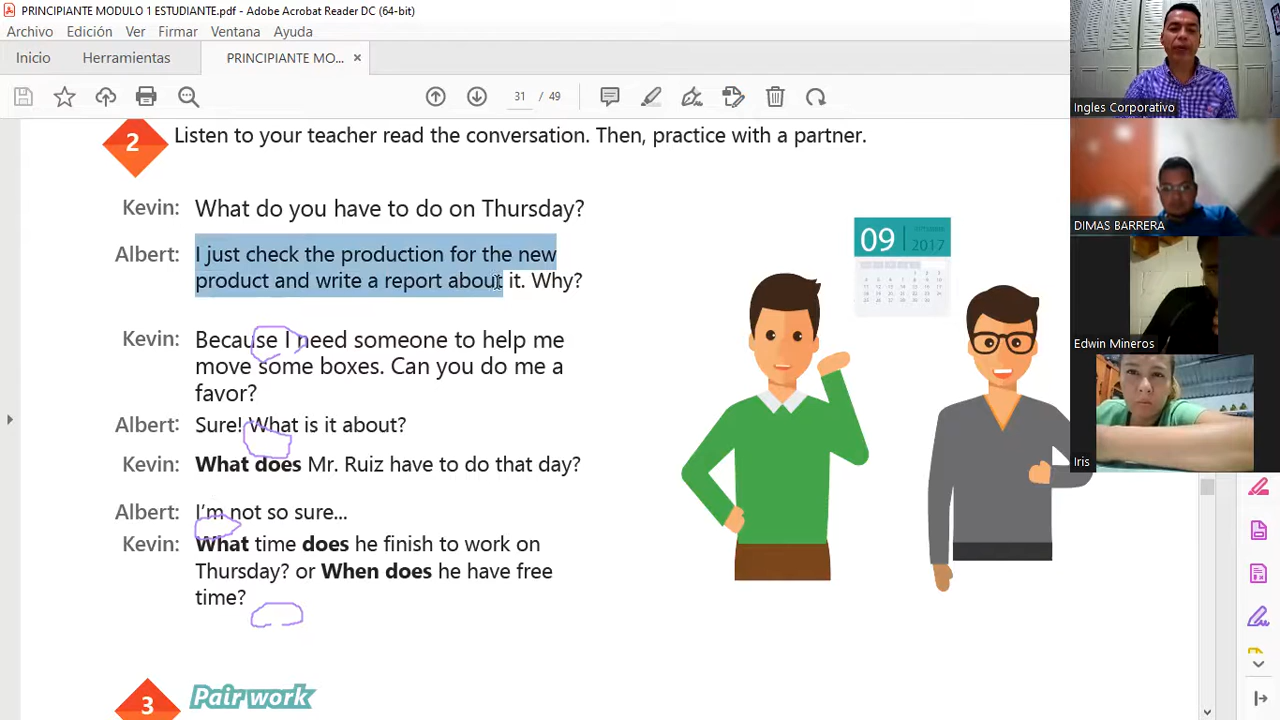 PRINCIPIANTE MODULO 1 ESTUDIANTE.pdf - Adobe Acrobat Reader DC (64-bit)
Archivo Edición Ver Firmar Ventana Ayuda
Inicio Herramientas PRINCIPIANTE MO... ×
31 / 49
2 Listen to your teacher read the conversation. Then, practice with a partner.
Kevin: What do you have to do on Thursday?
Albert: I just check the production for the new
product and write a report about it. Why?
Kevin: Because I need someone to help me
move some boxes. Can you do me a
favor?
Albert: Sure! What is it about?
Kevin: What does Mr. Ruiz have to do that day?
Albert: I'm not so sure...
Kevin: What time does he finish to work on
Thursday? or When does he have free
time?
09
2017
3 Pair work
Ingles Corporativo
DIMAS BARRERA
Edwin Mineros
Iris